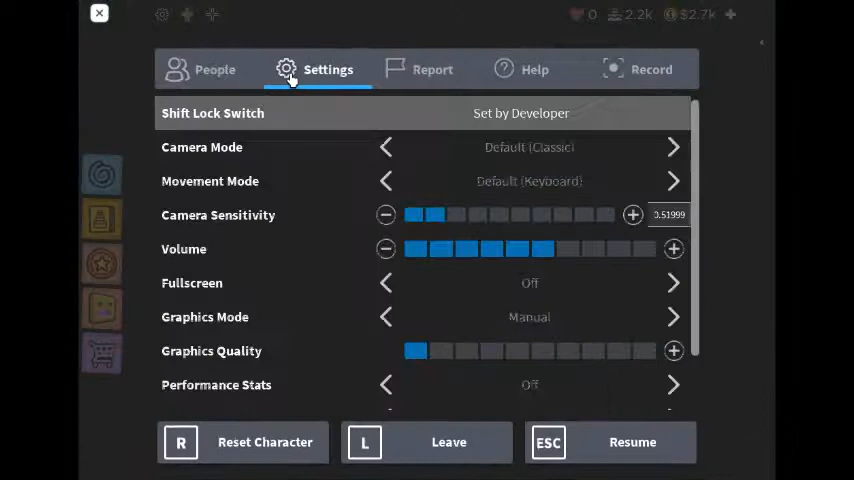 0 2.2k $2.7k
People Settings Report Help Record
Shift Lock Switch Set by Developer
Camera Mode Default (Classic)
Movement Mode Default (Keyboard)
Camera Sensitivity 0.51999
Volume
Fullscreen Off
Graphics Mode Manual
Graphics Quality
Performance Stats Off
R Reset Character L Leave ESC Resume